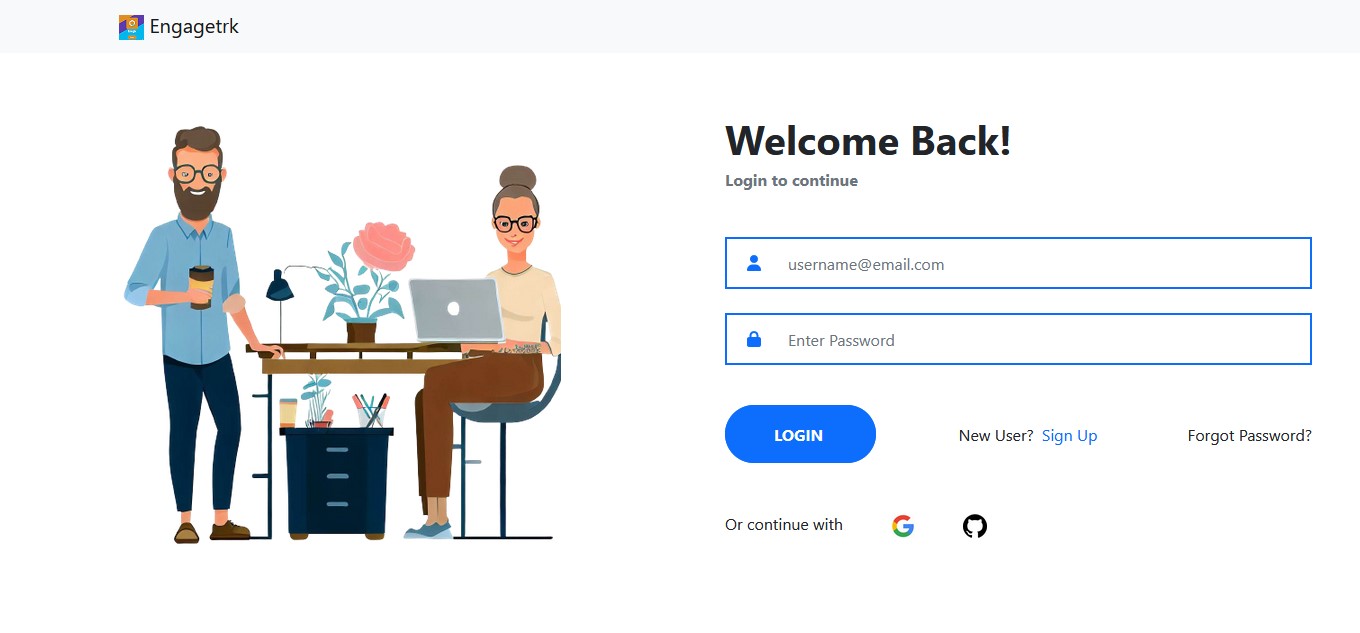 Engagetrk
Welcome Back!
Login to continue
username@email.com
Enter Password
LOGIN
New User? Sign Up
Forgot Password?
Or continue with